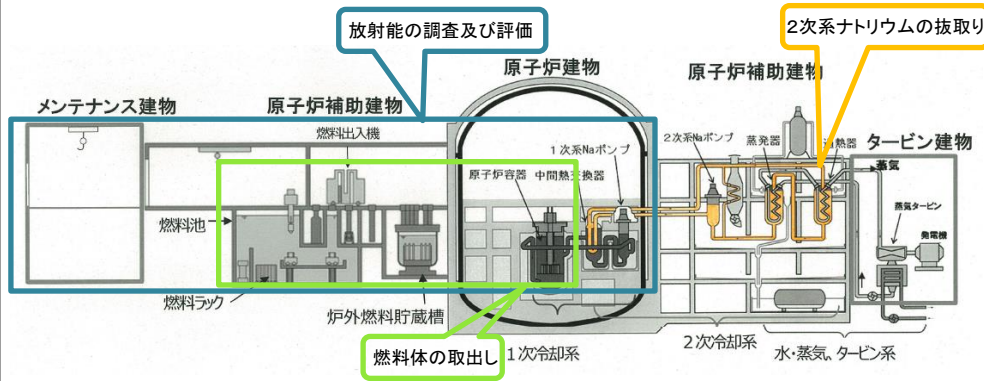 放射能の調査及び評価
2次系ナトリウムの抜取り
原子炉建物
原子炉補助建物
メンテナンス建物
原子炉補助建物
燃料出入機
1次系Naポンプ
2次系Naポンプ
蒸発器
過熱器
タービン建物
原子炉容器
中間熱交換器
蒸気
蒸気タービン
発電機
燃料池
燃料ラック
炉外燃料貯蔵槽
燃料体の取出し
1次冷却系
2次冷却系
水・蒸気、タービン系